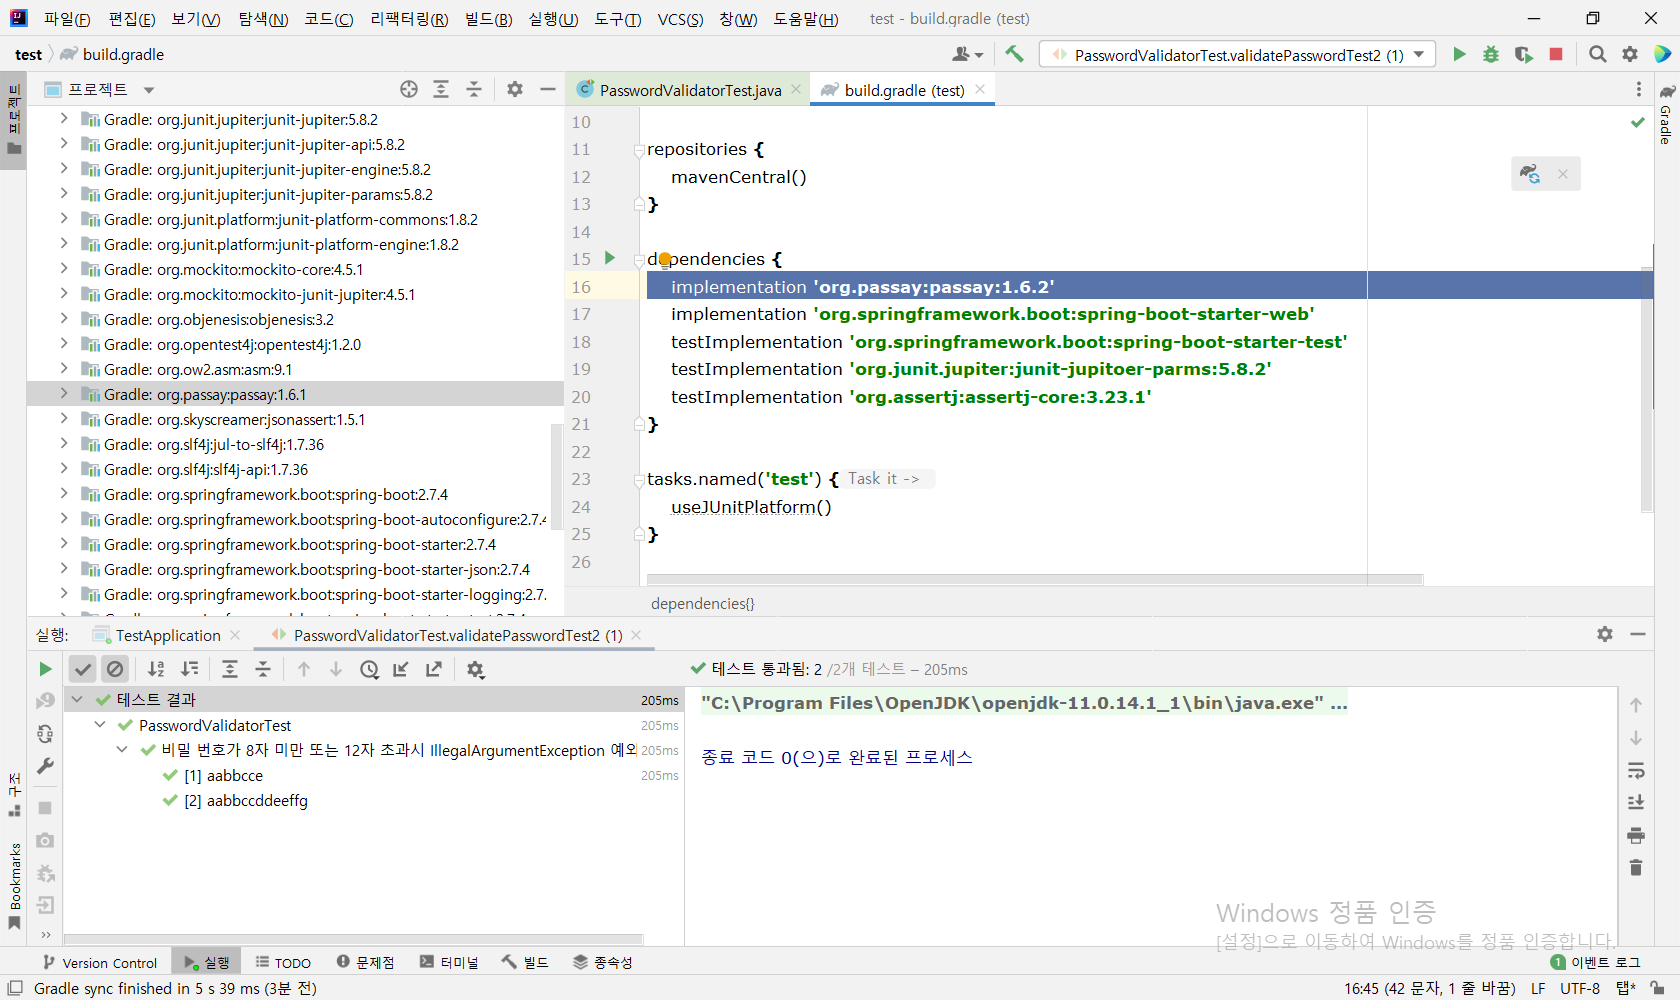 파일(F) 편집(E) 보기(V) 탐색(N) 코드(C) 리팩터링(R) 빌드(B) 실행(U) 도구(T) VCS(S) 창(W) 도움말(H) test - build.gradle (test)
test build.gradle PasswordValidatorTest.validatePasswordTest2 (1)
프로젝트
프로젝트 PasswordValidatorTest.java build.gradle (test)
Gradle
Gradle: org.junit.jupiter:junit-jupiter:5.8.2
Gradle: org.junit.jupiter:junit-jupiter-api:5.8.2
Gradle: org.junit.jupiter:junit-jupiter-engine:5.8.2
Gradle: org.junit.jupiter:junit-jupiter-params:5.8.2
Gradle: org.junit.platform:junit-platform-commons:1.8.2
Gradle: org.junit.platform:junit-platform-engine:1.8.2
Gradle: org.mockito:mockito-core:4.5.1
Gradle: org.mockito:mockito-junit-jupiter:4.5.1
Gradle: org.objenesis:objenesis:3.2
Gradle: org.opentest4j:opentest4j:1.2.0
Gradle: org.ow2.asm:asm:9.1
Gradle: org.passay:passay:1.6.1
Gradle: org.skyscreamer:jsonassert:1.5.1
Gradle: org.slf4j:jul-to-slf4j:1.7.36
Gradle: org.slf4j:slf4j-api:1.7.36
Gradle: org.springframework.boot:spring-boot:2.7.4
Gradle: org.springframework.boot:spring-boot-autoconfigure:2.7.4
Gradle: org.springframework.boot:spring-boot-starter:2.7.4
Gradle: org.springframework.boot:spring-boot-starter-json:2.7.4
Gradle: org.springframework.boot:spring-boot-starter-logging:2.7.
10
11 repositories {
12 mavenCentral()
13 }
14
15 dependencies {
16 implementation 'org.passay:passay:1.6.2'
17 implementation 'org.springframework.boot:spring-boot-starter-web'
18 testImplementation 'org.springframework.boot:spring-boot-starter-test'
19 testImplementation 'org.junit.jupiter:junit-jupitoer-parms:5.8.2'
20 testImplementation 'org.assertj:assertj-core:3.23.1'
21 }
22
23 tasks.named('test') { Task it ->
24 useJUnitPlatform()
25 }
26
dependencies{}
실행: TestApplication PasswordValidatorTest.validatePasswordTest2 (1)
테스트 통과됨: 2 /2개 테스트 – 205ms
테스트 결과 205ms
PasswordValidatorTest 205ms
비밀 번호가 8자 미만 또는 12자 초과시 IllegalArgumentException 예외 205ms
[1] aabbcce 205ms
[2] aabbccddeeffg
"C:\Program Files\OpenJDK\openjdk-11.0.14.1_1\bin\java.exe" ...
종료 코드 0(으)로 완료된 프로세스
구조
Bookmarks
Windows 정품 인증
[설정]으로 이동하여 Windows를 정품 인증합니다.
Version Control 실행 TODO 문제점 터미널 빌드 종속성 1 이벤트 로그
Gradle sync finished in 5 s 39 ms (3분 전) 16:45 (42 문자, 1 줄 바꿈) LF UTF-8 탭*